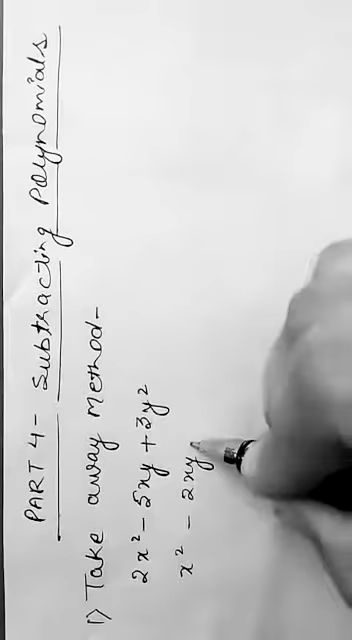 PART 4 - Subtracting Polynomials
1) Take away Method-
2x² - 5xy + 3y²
x² - 2xy